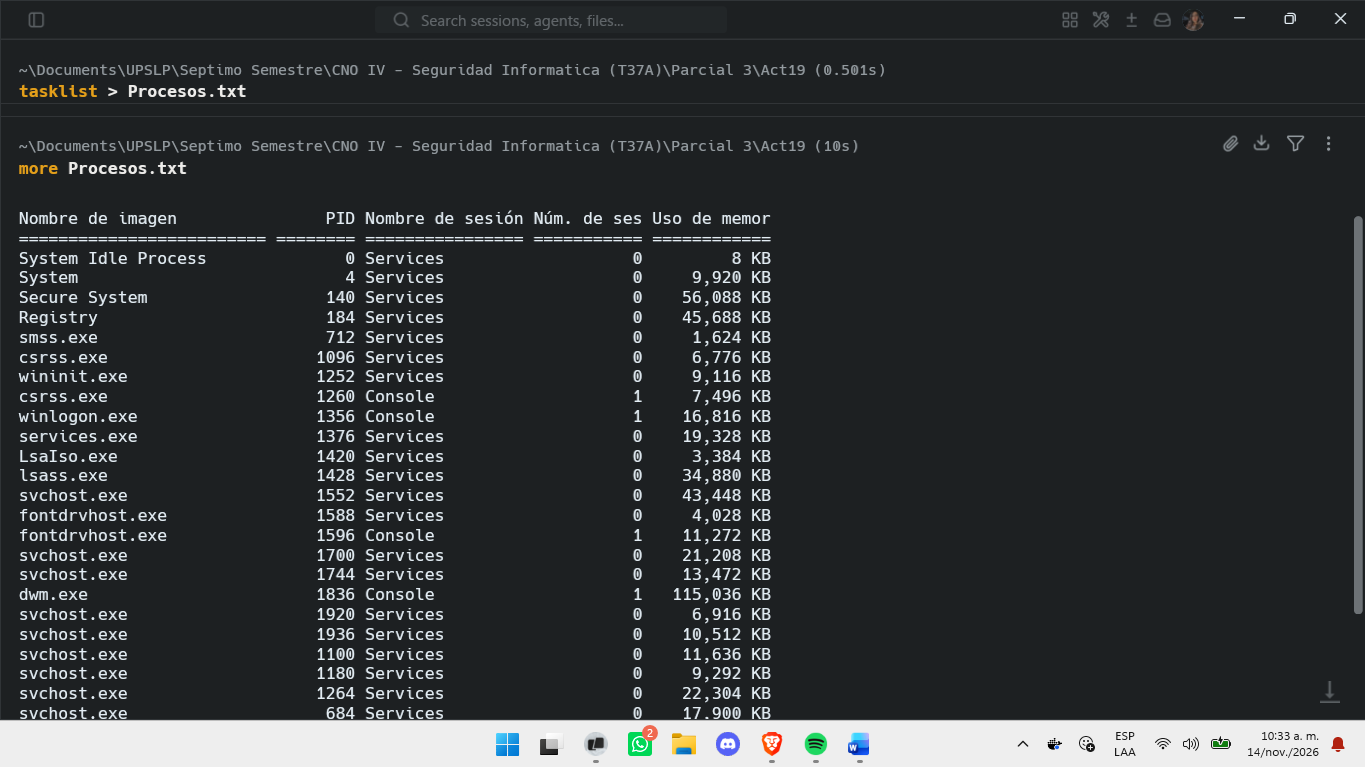 Search sessions, agents, files...
~\Documents\UPSLP\Septimo Semestre\CNO IV - Seguridad Informatica (T37A)\Parcial 3\Act19 (0.501s)
tasklist > Procesos.txt
~\Documents\UPSLP\Septimo Semestre\CNO IV - Seguridad Informatica (T37A)\Parcial 3\Act19 (10s)
more Procesos.txt
Nombre de imagen               PID Nombre de sesión Núm. de ses Uso de memor
========================= ======== ================ =========== ============
System Idle Process              0 Services                   0         8 KB
System                           4 Services                   0     9,920 KB
Secure System                  140 Services                   0    56,088 KB
Registry                       184 Services                   0    45,688 KB
smss.exe                       712 Services                   0     1,624 KB
csrss.exe                     1096 Services                   0     6,776 KB
wininit.exe                   1252 Services                   0     9,116 KB
csrss.exe                     1260 Console                    1     7,496 KB
winlogon.exe                  1356 Console                    1    16,816 KB
services.exe                  1376 Services                   0    19,328 KB
LsaIso.exe                    1420 Services                   0     3,384 KB
lsass.exe                     1428 Services                   0    34,880 KB
svchost.exe                   1552 Services                   0    43,448 KB
fontdrvhost.exe               1588 Services                   0     4,028 KB
fontdrvhost.exe               1596 Console                    1    11,272 KB
svchost.exe                   1700 Services                   0    21,208 KB
svchost.exe                   1744 Services                   0    13,472 KB
dwm.exe                       1836 Console                    1   115,036 KB
svchost.exe                   1920 Services                   0     6,916 KB
svchost.exe                   1936 Services                   0    10,512 KB
svchost.exe                   1100 Services                   0    11,636 KB
svchost.exe                   1180 Services                   0     9,292 KB
svchost.exe                   1264 Services                   0    22,304 KB
svchost.exe                    684 Services                   0    17,900 KB
2
W
ESP
LAA
10:33 a. m.
14/nov./2026